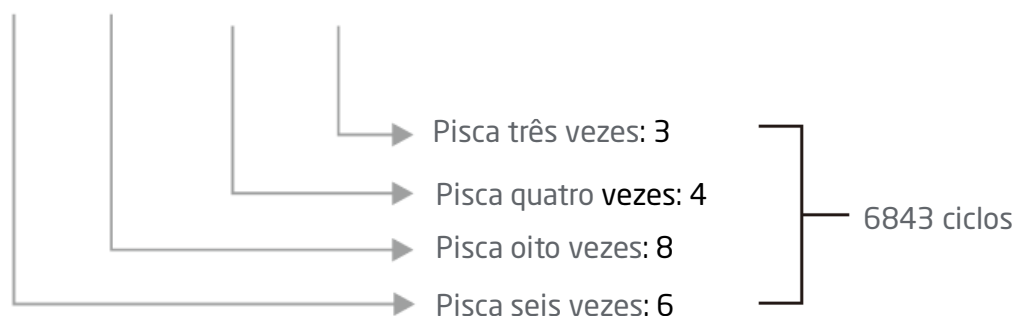 Pisca três vezes: 3
Pisca quatro vezes: 4
Pisca oito vezes: 8
Pisca seis vezes: 6
6843 ciclos